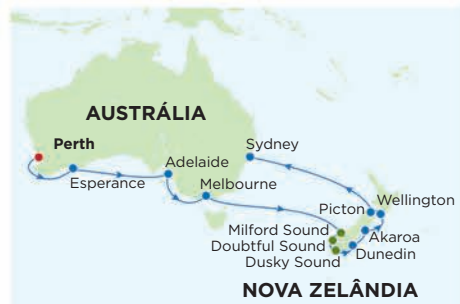 AUSTRÁLIA
Perth
Esperance
Adelaide
Melbourne
Sydney
Wellington
Picton
Milford Sound
Doubtful Sound
Dusky Sound
Akaroa
Dunedin
NOVA ZELÂNDIA